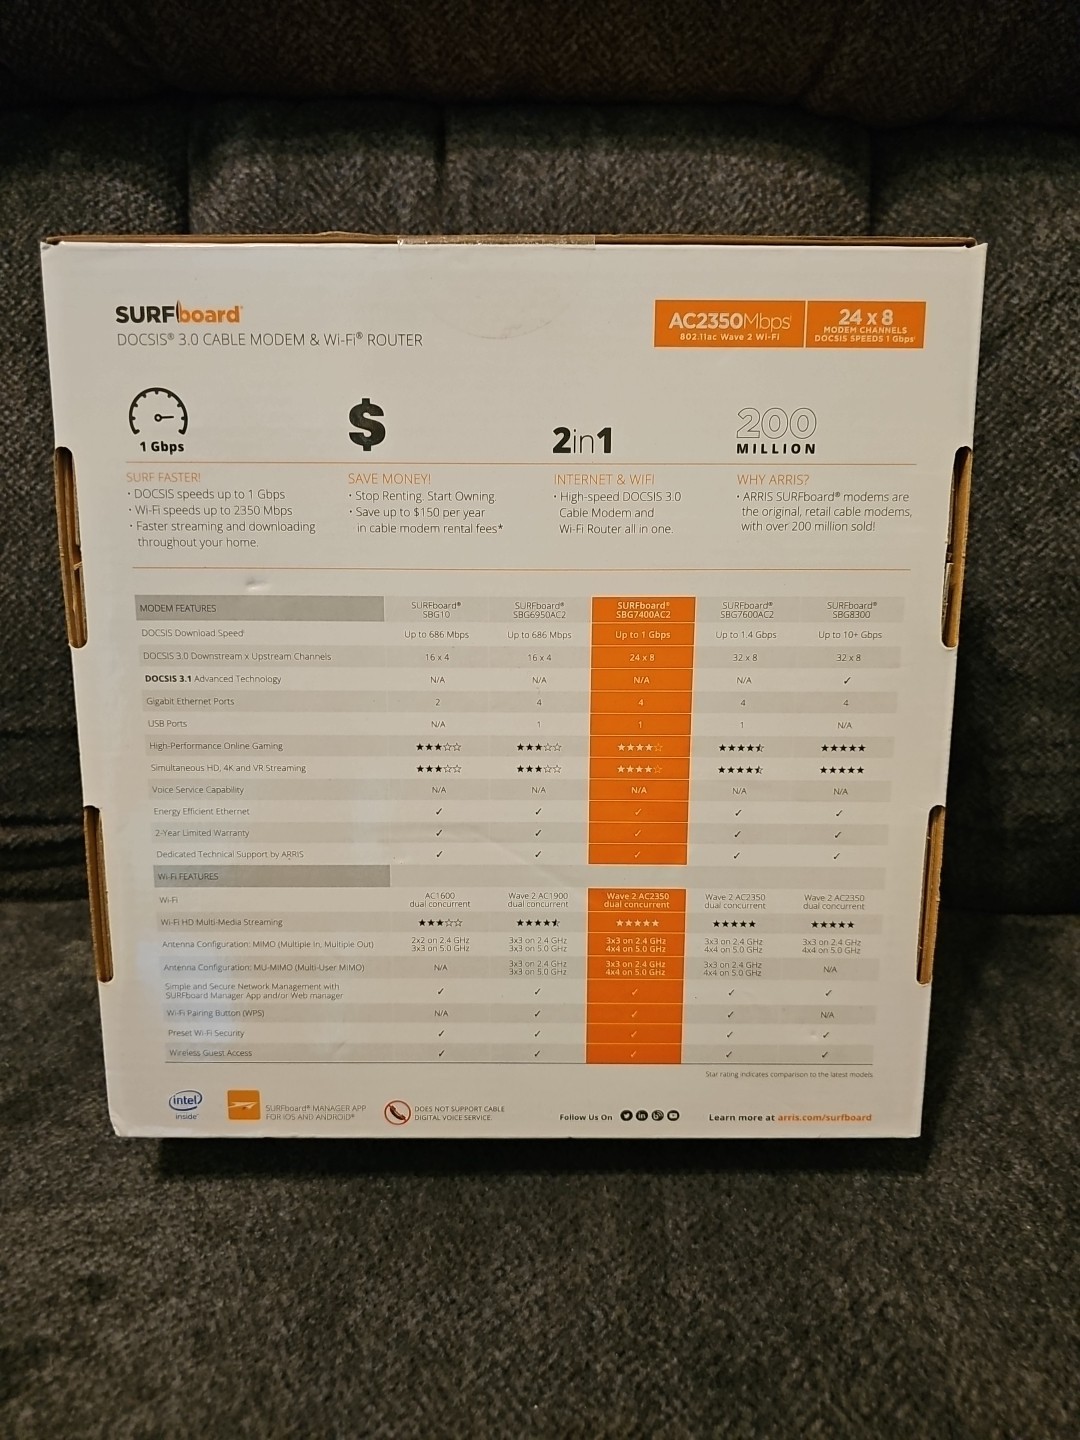 SURFboard®
DOCSIS® 3.0 CABLE MODEM & Wi-Fi® ROUTER
AC2350Mbps
802.11ac Wave 2 Wi-Fi
24 x 8
MODEM CHANNELS
DOCSIS SPEEDS 1 Gbps
1 Gbps
$
2in1
200
MILLION
SURF FASTER!
• DOCSIS speeds up to 1 Gbps
• Wi-Fi speeds up to 2350 Mbps
• Faster streaming and downloading
throughout your home.
SAVE MONEY!
• Stop Renting. Start Owning.
• Save up to $150 per year
in cable modem rental fees*
INTERNET & WIFI
• High-speed DOCSIS 3.0
Cable Modem and
Wi-Fi Router all in one.
WHY ARRIS?
• ARRIS SURFboard® modems are
the original, retail cable modems,
with over 200 million sold!
MODEM FEATURES SURFboard® SBG10 SURFboard® SBG6950AC2 SURFboard® SBG7400AC2 SURFboard® SBG7600AC2 SURFboard® SBG8300
DOCSIS Download Speed Up to 686 Mbps Up to 686 Mbps Up to 1 Gbps Up to 1.4 Gbps Up to 10+ Gbps
DOCSIS 3.0 Downstream x Upstream Channels 16 x 4 16 x 4 24 x 8 32 x 8 32 x 8
DOCSIS 3.1 Advanced Technology N/A N/A N/A N/A ✓
Gigabit Ethernet Ports 2 4 4 4 4
USB Ports N/A 1 1 1 N/A
High-Performance Online Gaming ★★★☆☆ ★★★☆☆ ★★★★☆ ★★★★⯪ ★★★★★
Simultaneous HD, 4K and VR Streaming ★★★☆☆ ★★★☆☆ ★★★★☆ ★★★★⯪ ★★★★★
Voice Service Capability N/A N/A N/A N/A N/A
Energy Efficient Ethernet ✓ ✓ ✓ ✓ ✓
2-Year Limited Warranty ✓ ✓ ✓ ✓ ✓
Dedicated Technical Support by ARRIS ✓ ✓ ✓ ✓ ✓
Wi-Fi FEATURES
Wi-Fi AC1600 dual concurrent Wave 2 AC1900 dual concurrent Wave 2 AC2350 dual concurrent Wave 2 AC2350 dual concurrent Wave 2 AC2350 dual concurrent
Wi-Fi HD Multi-Media Streaming ★★★☆☆ ★★★★⯪ ★★★★★ ★★★★★ ★★★★★
Antenna Configuration: MIMO (Multiple In, Multiple Out) 2x2 on 2.4 GHz 3x3 on 5.0 GHz 3x3 on 2.4 GHz 3x3 on 5.0 GHz 3x3 on 2.4 GHz 4x4 on 5.0 GHz 3x3 on 2.4 GHz 4x4 on 5.0 GHz 3x3 on 2.4 GHz 4x4 on 5.0 GHz
Antenna Configuration: MU-MIMO (Multi-User MIMO) N/A 3x3 on 2.4 GHz 3x3 on 5.0 GHz 3x3 on 2.4 GHz 4x4 on 5.0 GHz 3x3 on 2.4 GHz 4x4 on 5.0 GHz N/A
Simple and Secure Network Management with
SURFboard Manager App and/or Web manager ✓ ✓ ✓ ✓ ✓
Wi-Fi Pairing Button (WPS) N/A ✓ ✓ ✓ N/A
Preset Wi-Fi Security ✓ ✓ ✓ ✓ ✓
Wireless Guest Access ✓ ✓ ✓ ✓ ✓
Star rating indicates comparison to the latest models
intel
inside
SURFboard® MANAGER APP
FOR iOS AND ANDROID®
DOES NOT SUPPORT CABLE
DIGITAL VOICE SERVICE.
Follow Us On
Learn more at arris.com/surfboard